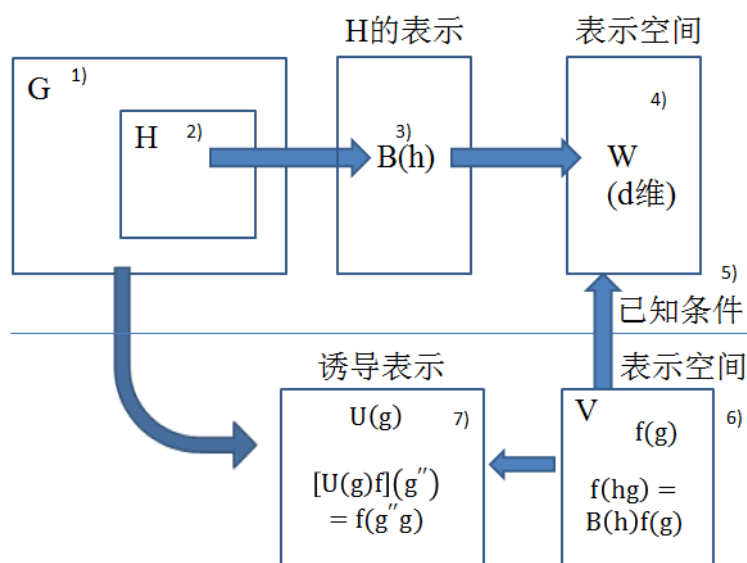 H的表示
表示空间
G
1)
H
2)
3)
B(h)
4)
W
(d维)
5)
已知条件
诱导表示
表示空间
U(g)
7)
[U(g)f](g″)
= f(g″g)
V
6)
f(g)
f(hg) =
B(h)f(g)